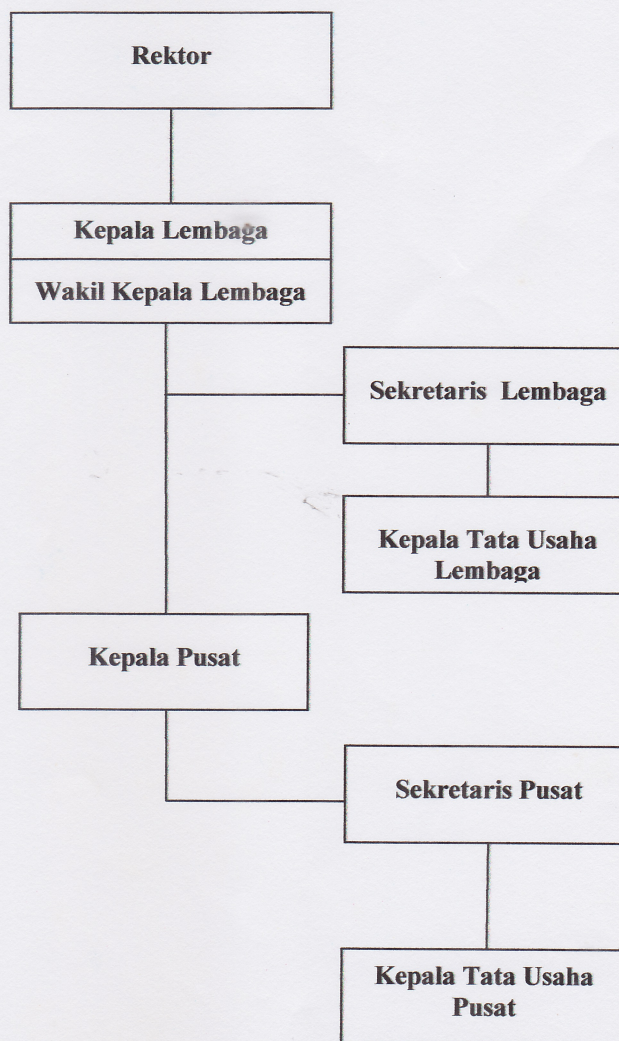 Rektor
Kepala Lembaga
Wakil Kepala Lembaga
Sekretaris Lembaga
Kepala Tata Usaha
Lembaga
Kepala Pusat
Sekretaris Pusat
Kepala Tata Usaha
Pusat